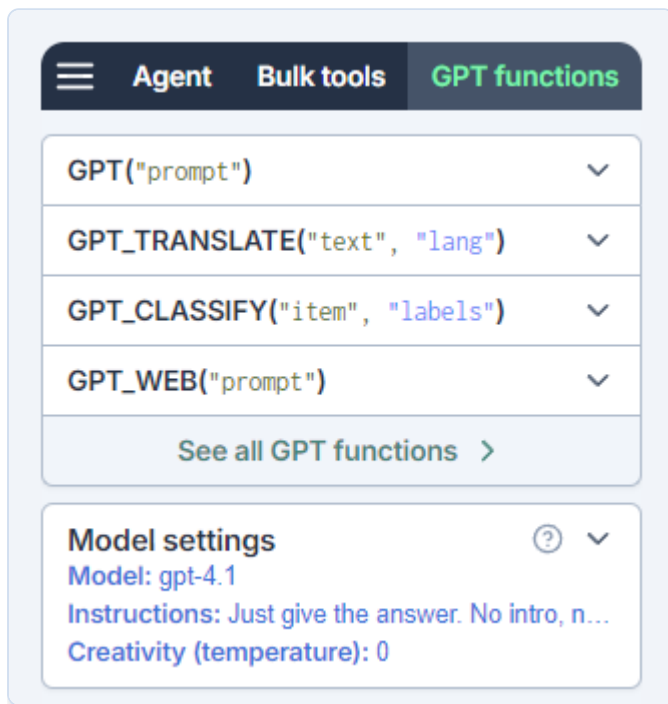 Agent Bulk tools GPT functions
GPT("prompt")
GPT_TRANSLATE("text", "lang")
GPT_CLASSIFY("item", "labels")
GPT_WEB("prompt")
See all GPT functions
Model settings
Model: gpt-4.1
Instructions: Just give the answer. No intro, n...
Creativity (temperature): 0